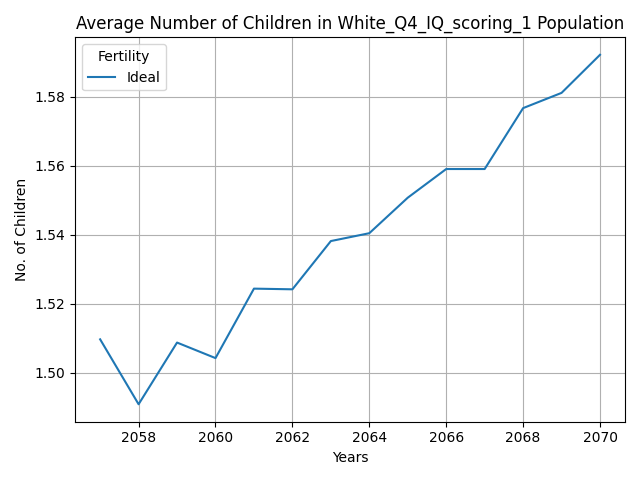 Average Number of Children in White_Q4_IQ_scoring_1 Population
Fertility
Ideal
1.58
1.56
1.54
1.52
1.50
No. of Children
2058 2060 2062 2064 2066 2068 2070
Years